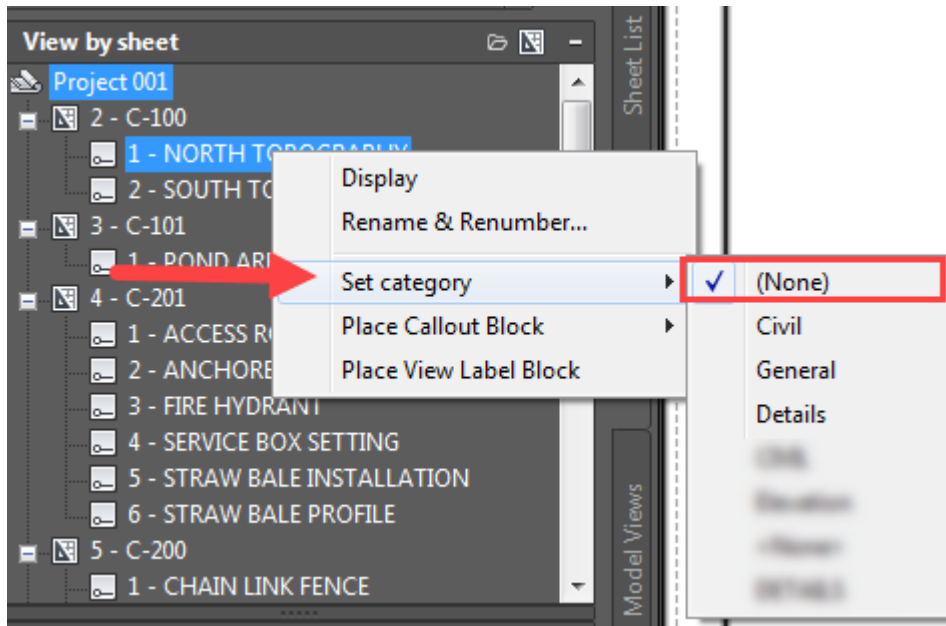 View by sheet
Project 001
2 - C-100
1 - NORTH TOPOGRAPHY
2 - SOUTH TO
3 - C-101
1 - POND ARE
4 - C-201
1 - ACCESS RO
2 - ANCHORE
3 - FIRE HYDRANT
4 - SERVICE BOX SETTING
5 - STRAW BALE INSTALLATION
6 - STRAW BALE PROFILE
5 - C-200
1 - CHAIN LINK FENCE
Sheet List
Model Views
Display
Rename & Renumber...
Set category
Place Callout Block
Place View Label Block
(None)
Civil
General
Details